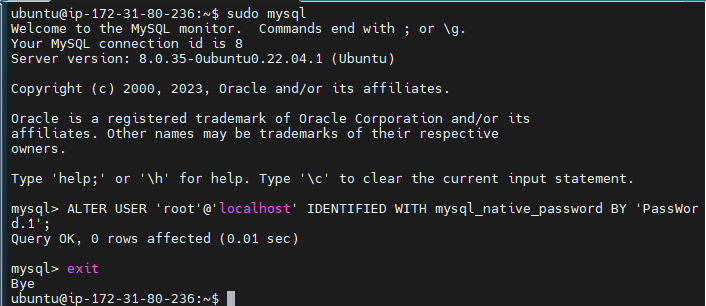 ubuntu@ip-172-31-80-236:~$ sudo mysql
Welcome to the MySQL monitor.  Commands end with ; or \g.
Your MySQL connection id is 8
Server version: 8.0.35-0ubuntu0.22.04.1 (Ubuntu)
Copyright (c) 2000, 2023, Oracle and/or its affiliates.
Oracle is a registered trademark of Oracle Corporation and/or its
affiliates. Other names may be trademarks of their respective
owners.
Type 'help;' or '\h' for help. Type '\c' to clear the current input statement.
mysql> ALTER USER 'root'@'localhost' IDENTIFIED WITH mysql_native_password BY 'PassWor
d.1';
Query OK, 0 rows affected (0.01 sec)
mysql> exit
Bye
ubuntu@ip-172-31-80-236:~$